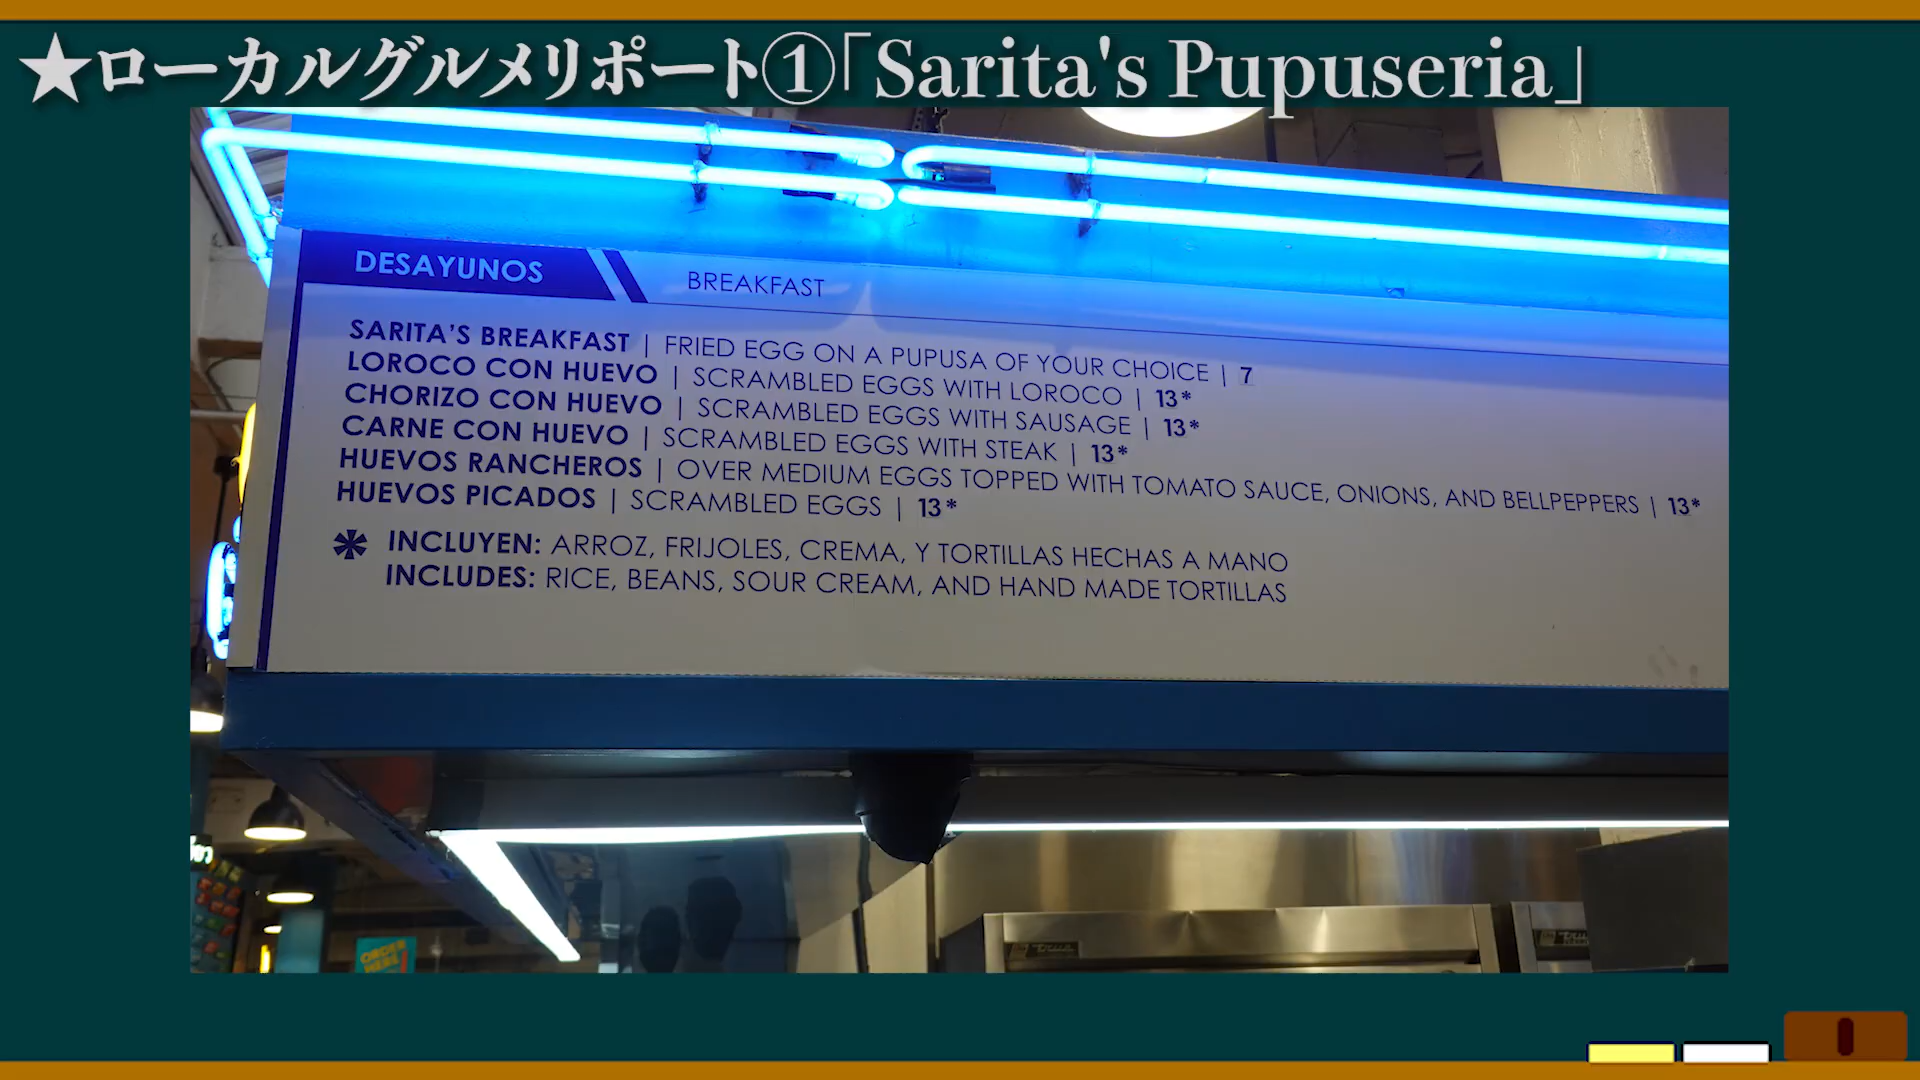 ★ローカルグルメリポート①「Sarita's Pupuseria」
DESAYUNOS BREAKFAST
SARITA'S BREAKFAST | FRIED EGG ON A PUPUSA OF YOUR CHOICE | 7
LOROCO CON HUEVO | SCRAMBLED EGGS WITH LOROCO | 13*
CHORIZO CON HUEVO | SCRAMBLED EGGS WITH SAUSAGE | 13*
CARNE CON HUEVO | SCRAMBLED EGGS WITH STEAK | 13*
HUEVOS RANCHEROS | OVER MEDIUM EGGS TOPPED WITH TOMATO SAUCE, ONIONS, AND BELLPEPPERS | 13*
HUEVOS PICADOS | SCRAMBLED EGGS | 13*
* INCLUYEN: ARROZ, FRIJOLES, CREMA, Y TORTILLAS HECHAS A MANO
INCLUDES: RICE, BEANS, SOUR CREAM, AND HAND MADE TORTILLAS
ORDER
HERE
True